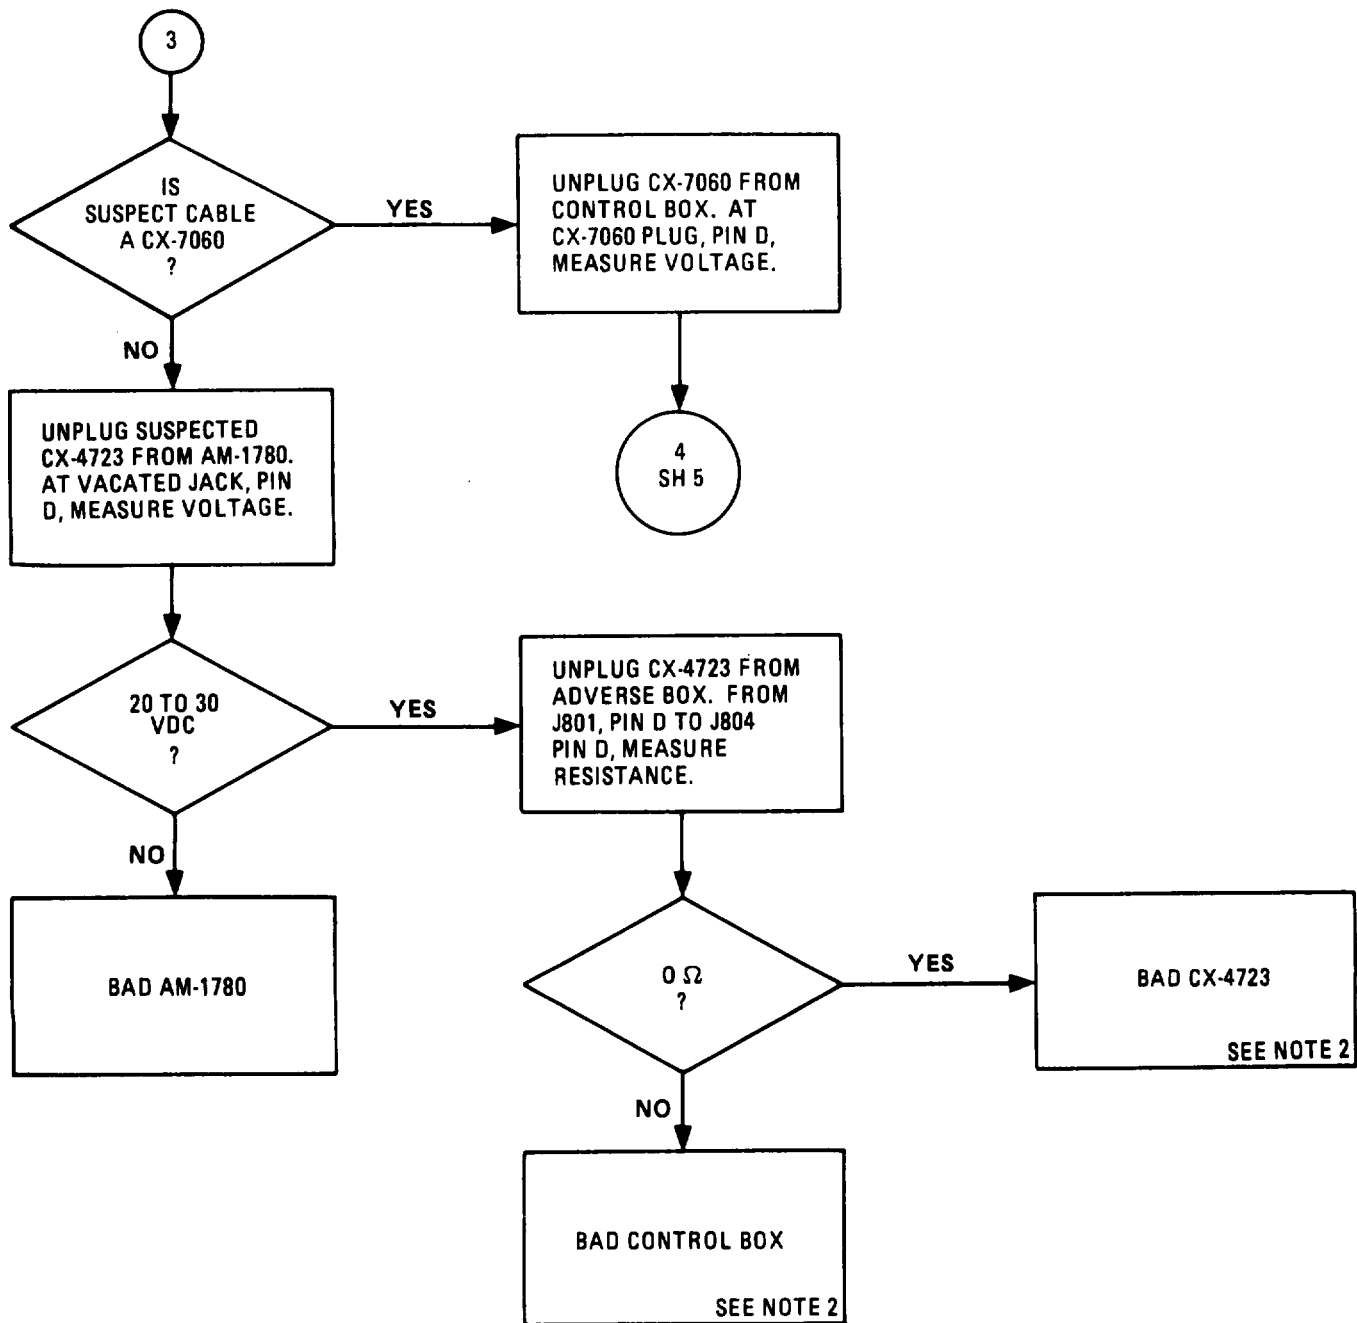 3
IS
SUSPECT CABLE
A CX-7060
?
YES
UNPLUG CX-7060 FROM
CONTROL BOX. AT
CX-7060 PLUG, PIN D,
MEASURE VOLTAGE.
NO
4
SH 5
UNPLUG SUSPECTED
CX-4723 FROM AM-1780.
AT VACATED JACK, PIN
D, MEASURE VOLTAGE.
20 TO 30
VDC
?
YES
UNPLUG CX-4723 FROM
ADVERSE BOX. FROM
J801, PIN D TO J804
PIN D, MEASURE
RESISTANCE.
NO
BAD AM-1780
0 Ω
?
YES
BAD CX-4723
SEE NOTE 2
NO
BAD CONTROL BOX
SEE NOTE 2